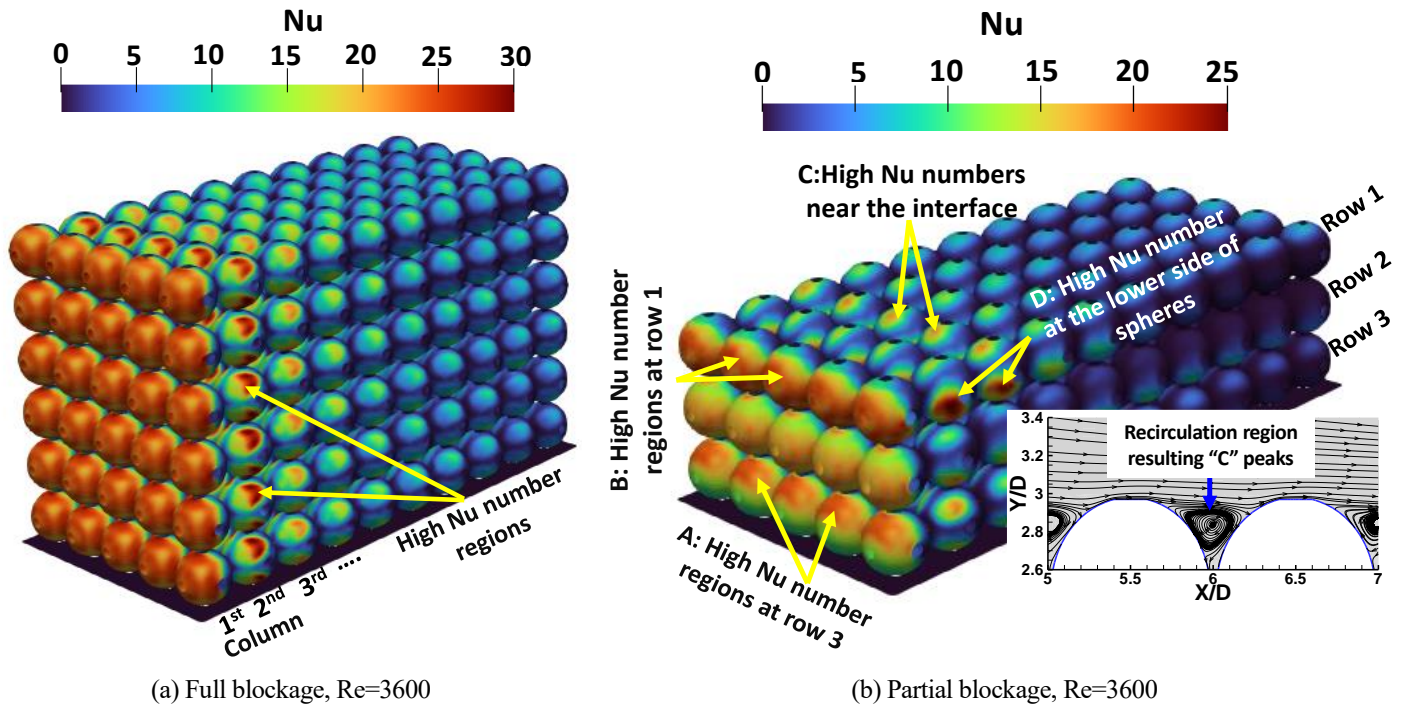 Nu
0 5 10 15 20 25 30
High Nu number
regions
1st 2nd 3rd ....
Column
(a) Full blockage, Re=3600
Nu
0 5 10 15 20 25
C:High Nu numbers
near the interface
Row 1
Row 2
Row 3
D: High Nu number
at the lower side of
spheres
B: High Nu number
regions at row 1
A: High Nu number
regions at row 3
Recirculation region
resulting “C” peaks
Y/D
3.4
3.2
3
2.8
2.6
5 5.5 6 6.5 7
X/D
(b) Partial blockage, Re=3600